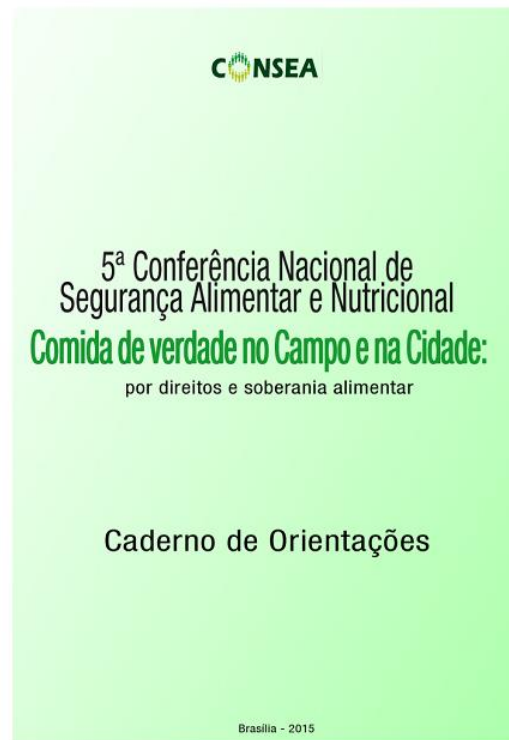 CONSEA
5ª Conferência Nacional de
Segurança Alimentar e Nutricional
Comida de verdade no Campo e na Cidade:
por direitos e soberania alimentar
Caderno de Orientações
Brasília - 2015